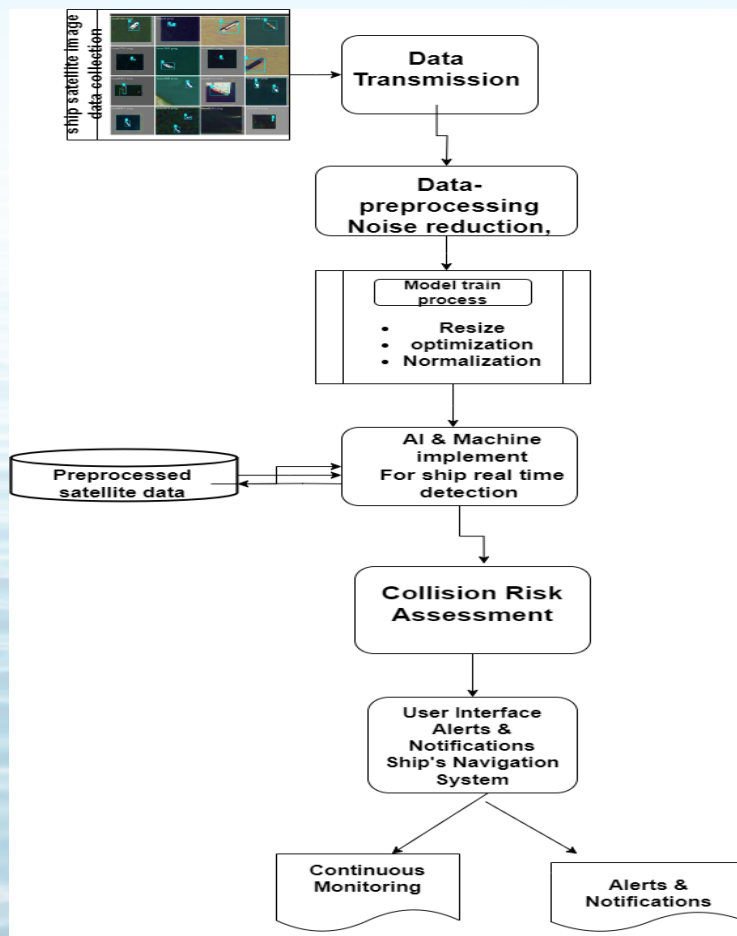 ship satellite image
data collection
Data
Transmission
Data-
preprocessing
Noise reduction,
Model train
process
• Resize
• optimization
• Normalization
AI & Machine
implement
For ship real time
detection
Preprocessed
satellite data
Collision Risk
Assessment
User Interface
Alerts &
Notifications
Ship's Navigation
System
Continuous
Monitoring
Alerts &
Notifications